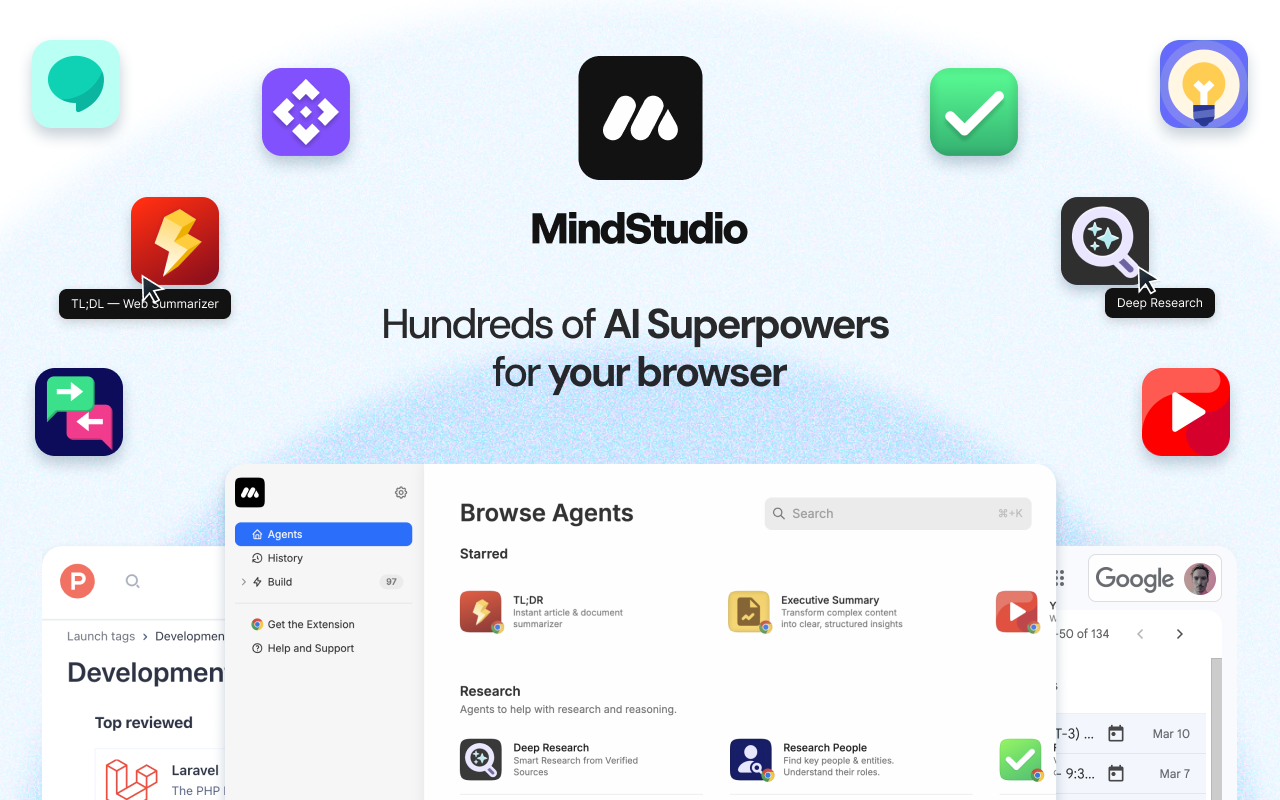 MindStudio
TL;DL — Web Summarizer
Deep Research
Hundreds of AI Superpowers
for your browser
Agents
History
Build
97
Get the Extension
Help and Support
Browse Agents
Search
⌘+K
Starred
TL;DR
Instant article & document
summarizer
Executive Summary
Transform complex content
into clear, structured insights
Y
W
Research
Agents to help with research and reasoning.
Deep Research
Smart Research from Verified
Sources
Research People
Find key people & entities.
Understand their roles.
P
Launch tags > Developmen
Development
Top reviewed
Laravel
The PHP
Google
-50 of 134
s
T-3) ...
Mar 10
- 9:3...
Mar 7